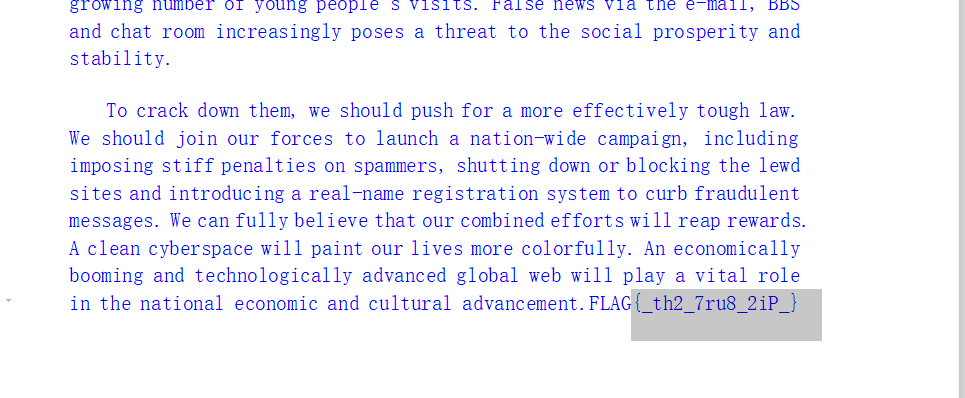 growing number of young people's visits. False news via the e-mail, BBS
and chat room increasingly poses a threat to the social prosperity and
stability.
To crack down them, we should push for a more effectively tough law.
We should join our forces to launch a nation-wide campaign, including
imposing stiff penalties on spammers, shutting down or blocking the lewd
sites and introducing a real-name registration system to curb fraudulent
messages. We can fully believe that our combined efforts will reap rewards.
A clean cyberspace will paint our lives more colorfully. An economically
booming and technologically advanced global web will play a vital role
in the national economic and cultural advancement.FLAG{_th2_7ru8_2iP_}